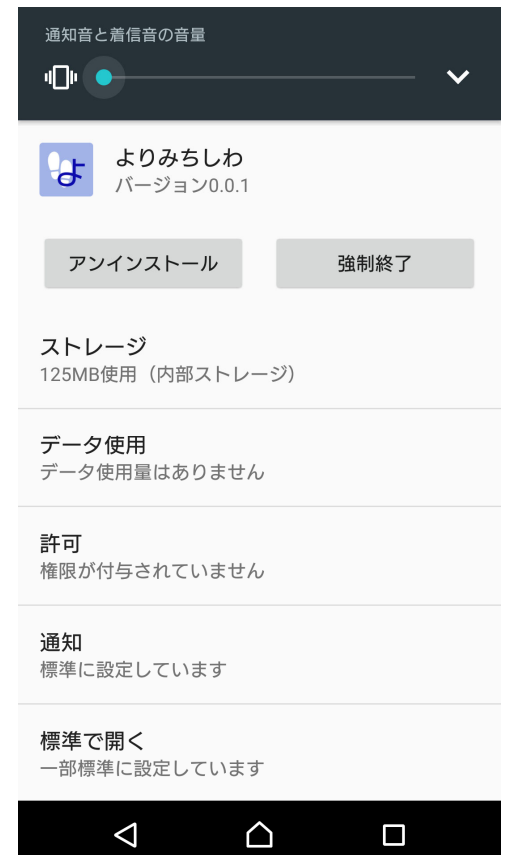 通知音と着信音の音量
よ
よりみちしわ
バージョン0.0.1
アンインストール
強制終了
ストレージ
125MB使用（内部ストレージ）
データ使用
データ使用量はありません
許可
権限が付与されていません
通知
標準に設定しています
標準で開く
一部標準に設定しています